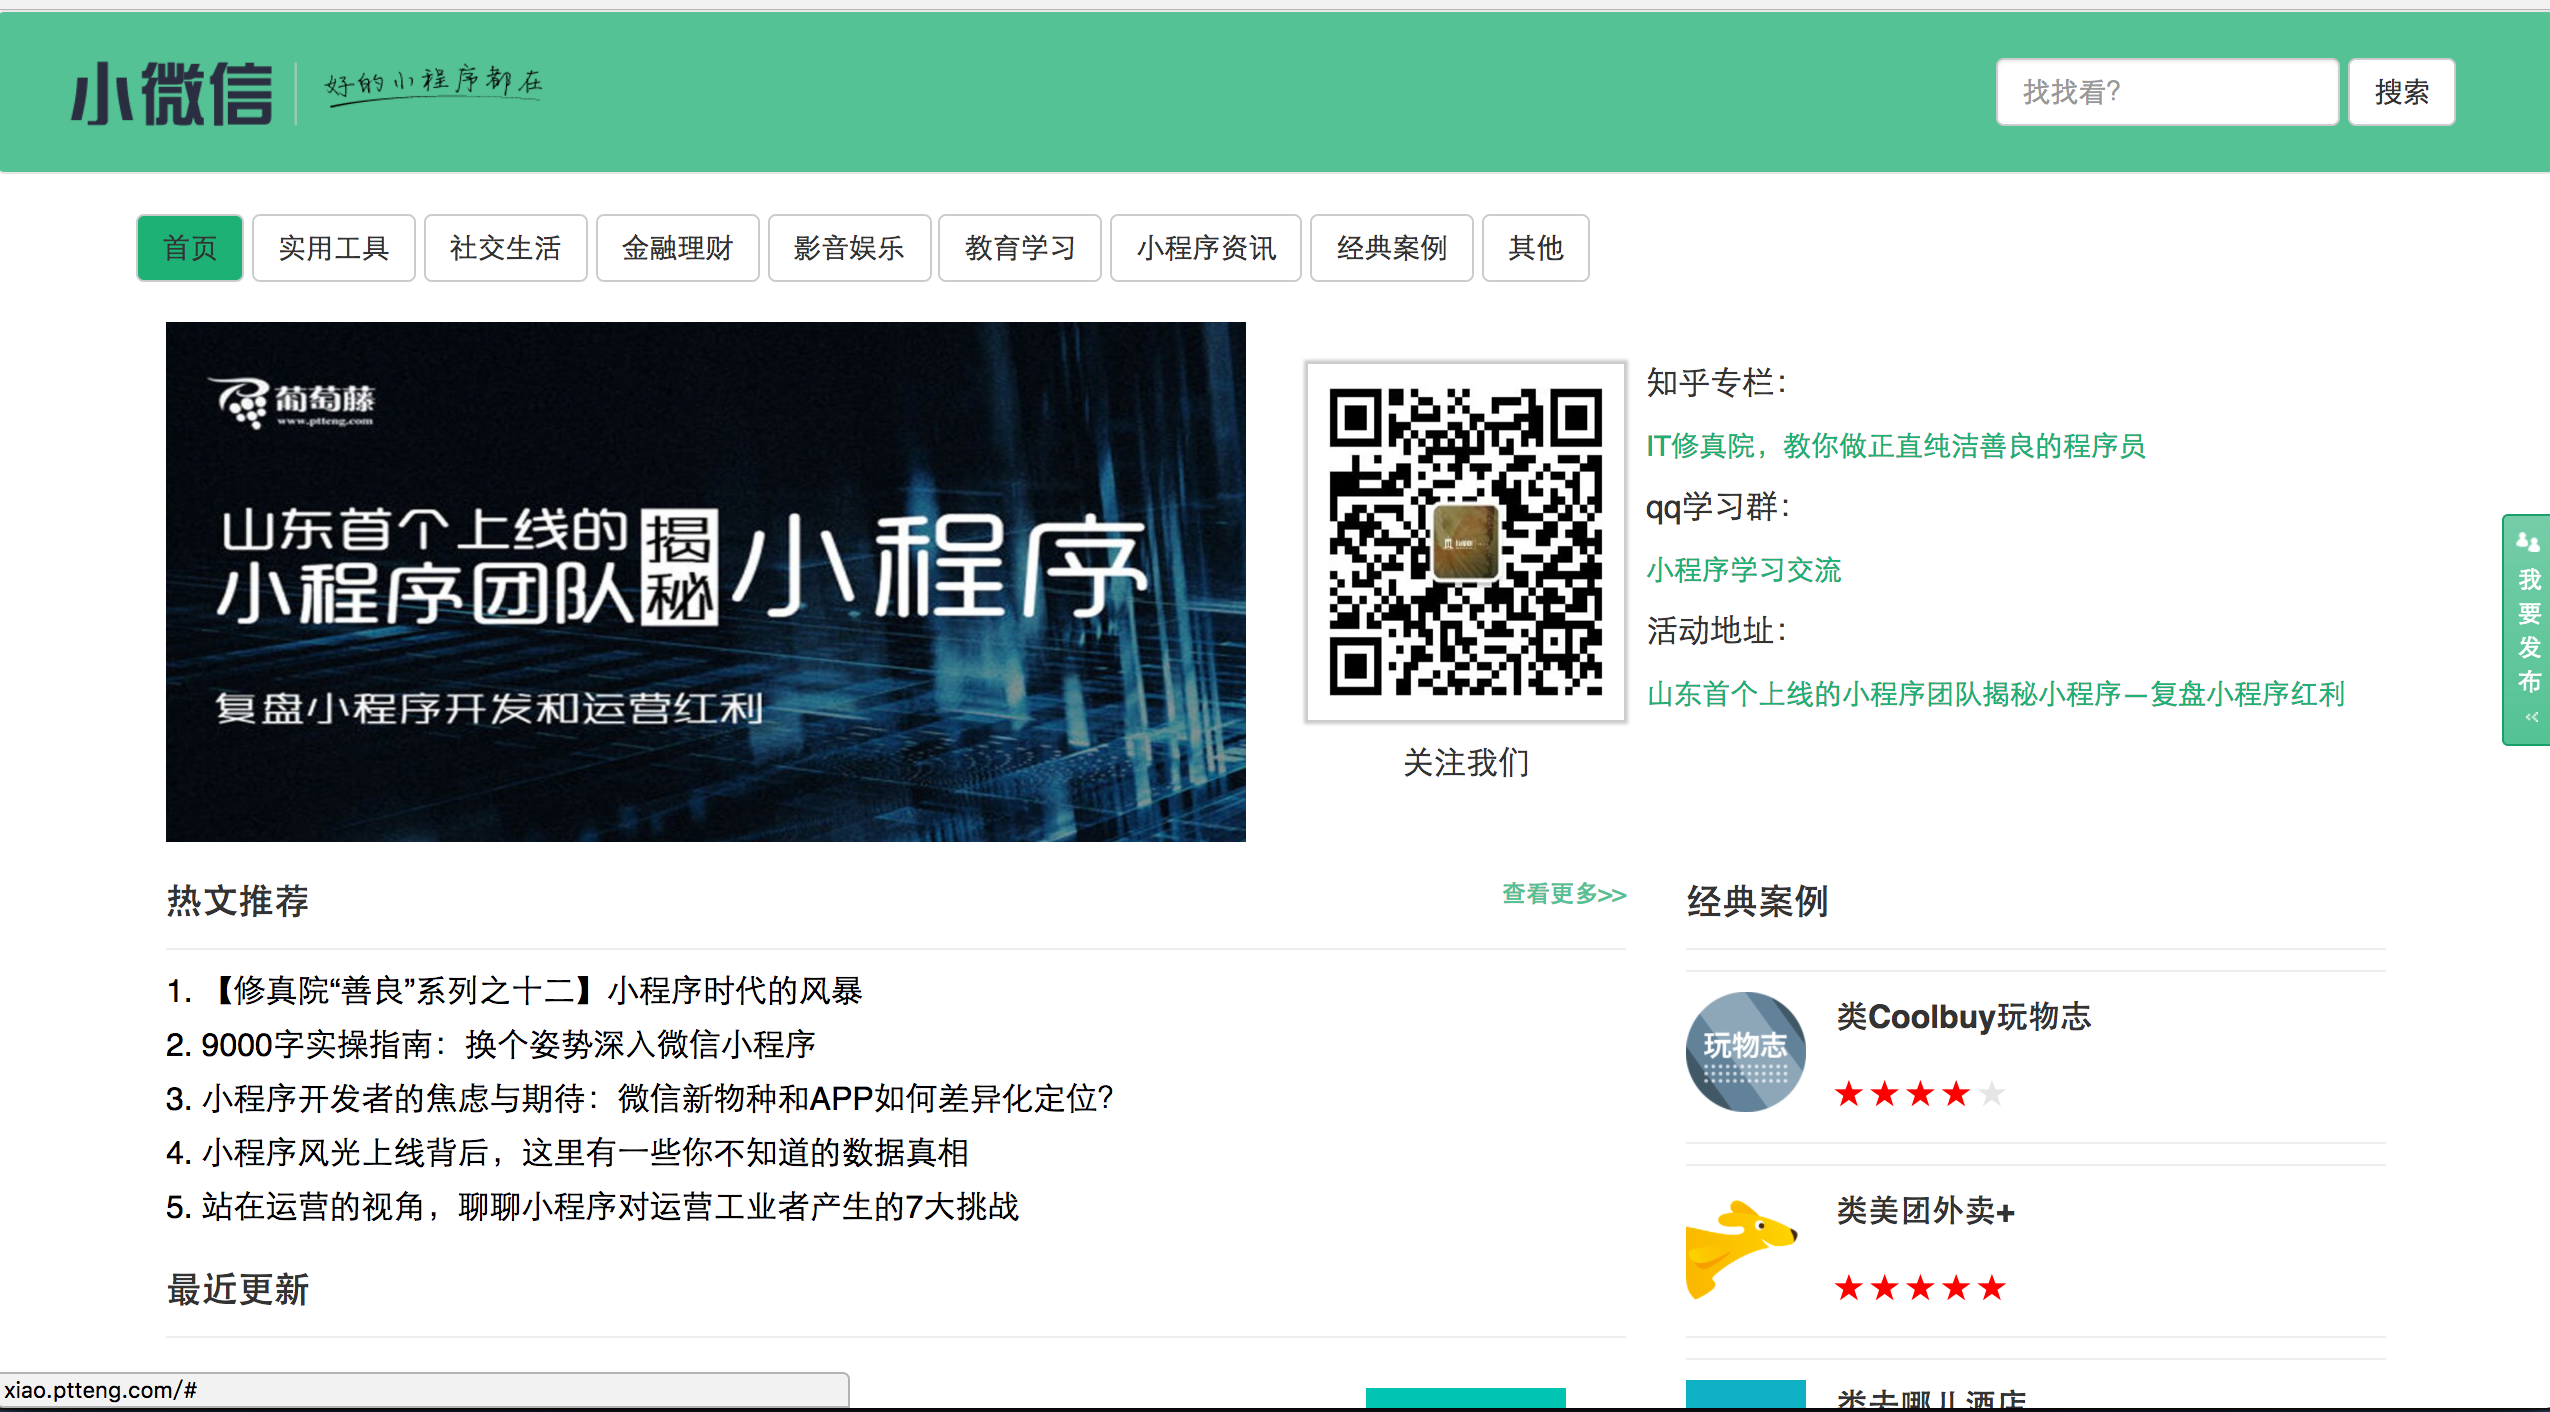 小微信 好的小程序都在
找找看? 搜索
首页 实用工具 社交生活 金融理财 影音娱乐 教育学习 小程序资讯 经典案例 其他
葡萄藤
www.ptteng.com
山东首个上线的
小程序团队
揭秘
小程序
复盘小程序开发和运营红利
关注我们
知乎专栏：
IT修真院，教你做正直纯洁善良的程序员
qq学习群：
小程序学习交流
活动地址：
山东首个上线的小程序团队揭秘小程序—复盘小程序红利
我要发布
«
热文推荐
查看更多>>
1. 【修真院“善良”系列之十二】小程序时代的风暴
2. 9000字实操指南：换个姿势深入微信小程序
3. 小程序开发者的焦虑与期待：微信新物种和APP如何差异化定位？
4. 小程序风光上线背后，这里有一些你不知道的数据真相
5. 站在运营的视角，聊聊小程序对运营工业者产生的7大挑战
最近更新
经典案例
玩物志
类Coolbuy玩物志
类美团外卖+
类去哪儿酒店
xiao.ptteng.com/#